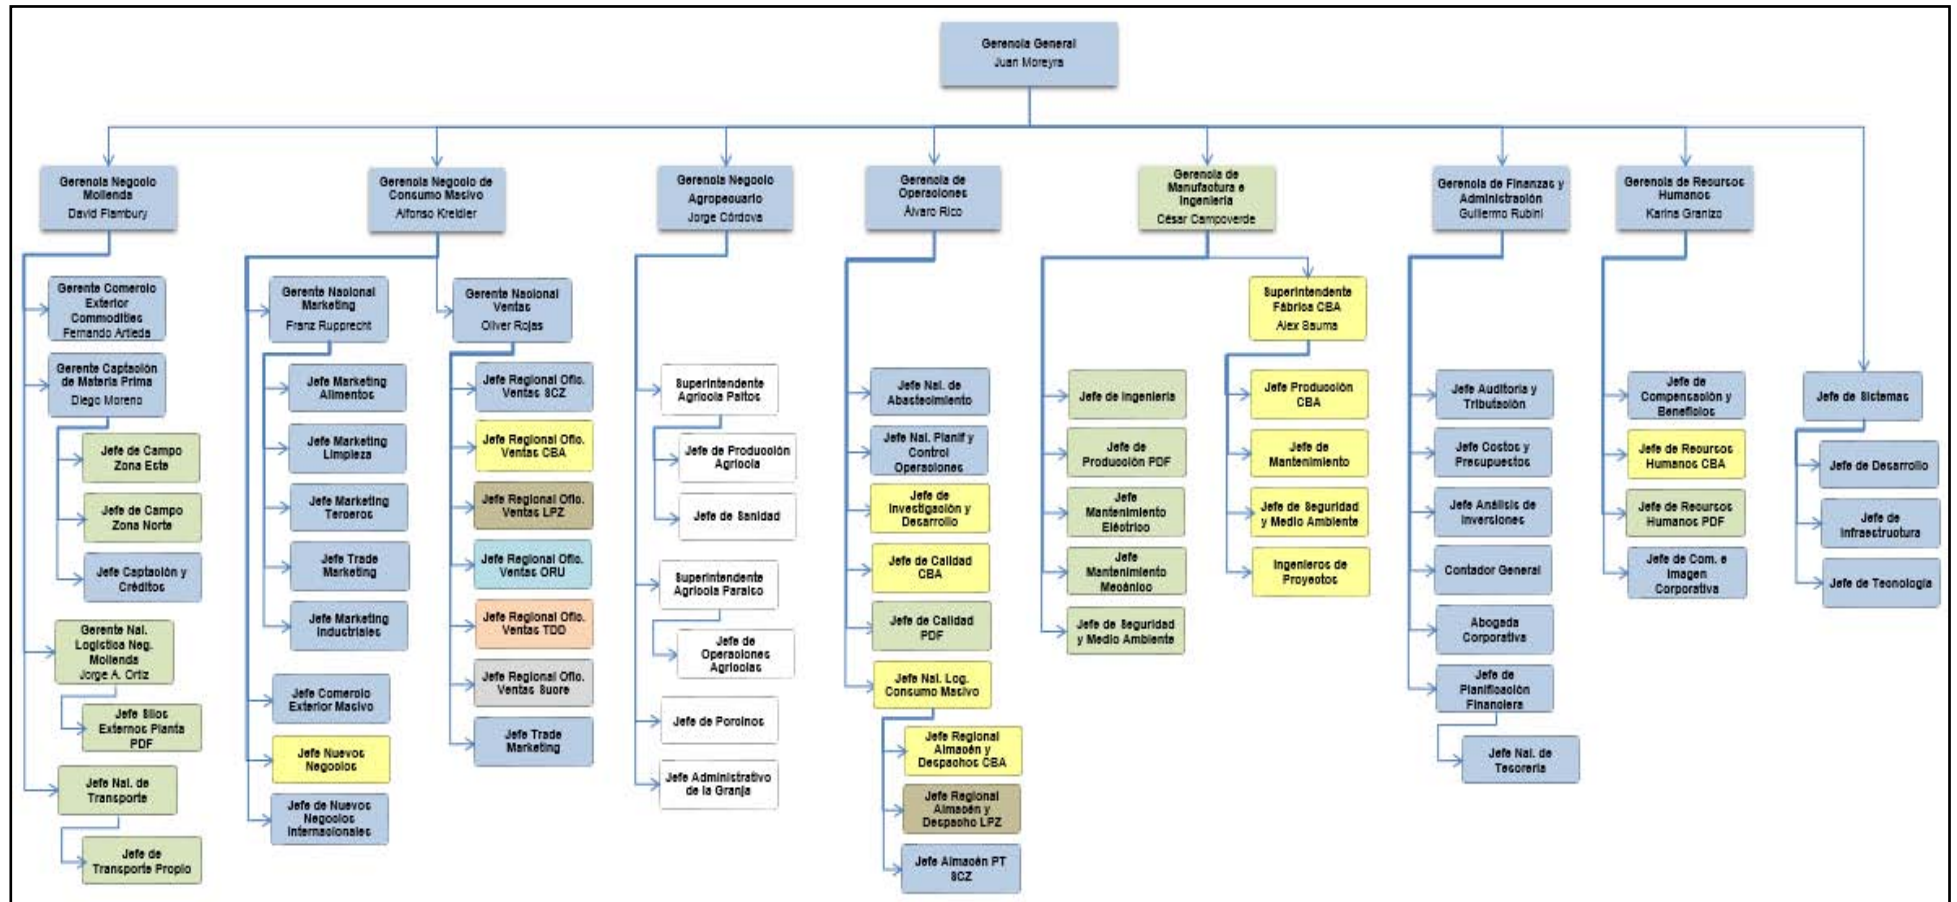 Gerencia General
Juan Moreyra
Gerencia Negocio
Molienda
David Flambury
Gerencia Negocio de
Consumo Masivo
Alfonso Kreidler
Gerencia Negocio
Agropecuario
Jorge Córdova
Gerencia de
Operaciones
Álvaro Rico
Gerencia de
Manufactura e
Ingeniería
César Campoverde
Gerencia de Finanzas y
Administración
Guillermo Rubini
Gerencia de Recursos
Humanos
Karina Granizo
Gerente Comercio
Exterior
Commodities
Fernando Artieda
Gerente Captación
de Materia Prima
Diego Moreno
Jefe de Campo
Zona Este
Jefe de Campo
Zona Norte
Jefe Captación y
Créditos
Gerente Nal.
Logística Neg.
Molienda
Jorge A. Ortiz
Jefe Silos
Externos Planta
PDF
Jefe Nal. de
Transporte
Jefe de
Transporte Propio
Gerente Nacional
Marketing
Franz Rupprecht
Jefe Marketing
Alimentos
Jefe Marketing
Limpieza
Jefe Marketing
Terceros
Jefe Trade
Marketing
Jefe Marketing
Industriales
Jefe Comercio
Exterior Masivo
Jefe Nuevos
Negocios
Jefe de Nuevos
Negocios
Internacionales
Gerente Nacional
Ventas
Oliver Rojas
Jefe Regional Ofic.
Ventas SCZ
Jefe Regional Ofic.
Ventas CBA
Jefe Regional Ofic.
Ventas LPZ
Jefe Regional Ofic.
Ventas ORU
Jefe Regional Ofic.
Ventas TDD
Jefe Regional Ofic.
Ventas Sucre
Jefe Trade
Marketing
Superintendente
Agrícola Paitos
Jefe de Producción
Agrícola
Jefe de Sanidad
Superintendente
Agrícola Paraíso
Jefe de
Operaciones
Agrícolas
Jefe de Porcinos
Jefe Administrativo
de la Granja
Jefe Nal. de
Abastecimiento
Jefe Nal. Planif y
Control
Operaciones
Jefe de
Investigación y
Desarrollo
Jefe de Calidad
CBA
Jefe de Calidad
PDF
Jefe Nal. Log.
Consumo Masivo
Jefe Regional
Almacén y
Despachos CBA
Jefe Regional
Almacén y
Despacho LPZ
Jefe Almacén PT
SCZ
Jefe de Ingeniería
Jefe de
Producción PDF
Jefe
Mantenimiento
Eléctrico
Jefe
Mantenimiento
Mecánico
Jefe de Seguridad
y Medio Ambiente
Superintendente
Fábrica CBA
Alex Sauma
Jefe Producción
CBA
Jefe de
Mantenimiento
Jefe de Seguridad
y Medio Ambiente
Ingenieros de
Proyectos
Jefe Auditoria y
Tributación
Jefe Costos y
Presupuestos
Jefe Análisis de
Inversiones
Contador General
Abogada
Corporativa
Jefe de
Planificación
Financiera
Jefe Nal. de
Tesorería
Jefe de
Compensación y
Beneficios
Jefe de Recursos
Humanos CBA
Jefe de Recursos
Humanos PDF
Jefe de Com. e
Imagen
Corporativa
Jefe de Sistemas
Jefe de Desarrollo
Jefe de
Infraestructura
Jefe de Tecnología